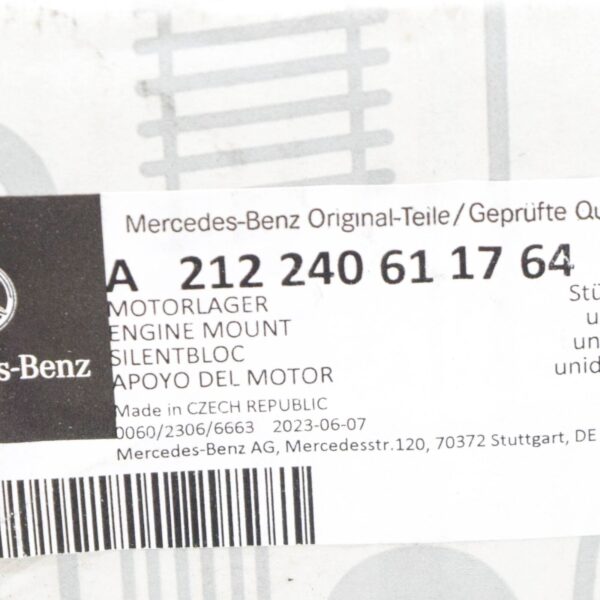 Mercedes-Benz Original-Teile/Geprüfte Qu
A 212 240 61 17 64
MOTORLAGER
ENGINE MOUNT
SILENTBLOC
APOYO DEL MOTOR
Stü
u
un
unid
s-Benz
Made in CZECH REPUBLIC
0060/2306/6663 2023-06-07
Mercedes-Benz AG, Mercedesstr.120, 70372 Stuttgart, DE